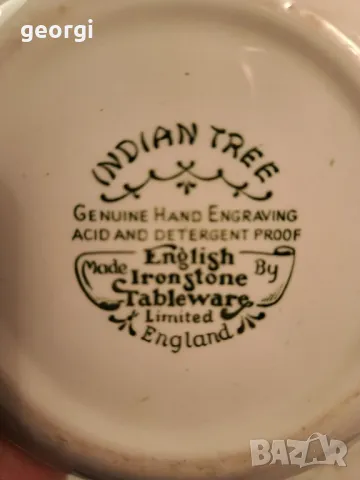 georgi
INDIAN TREE
GENUINE HAND ENGRAVING
ACID AND DETERGENT PROOF
Made English By
Ironstone
Tableware
Limited
England
BAZAR